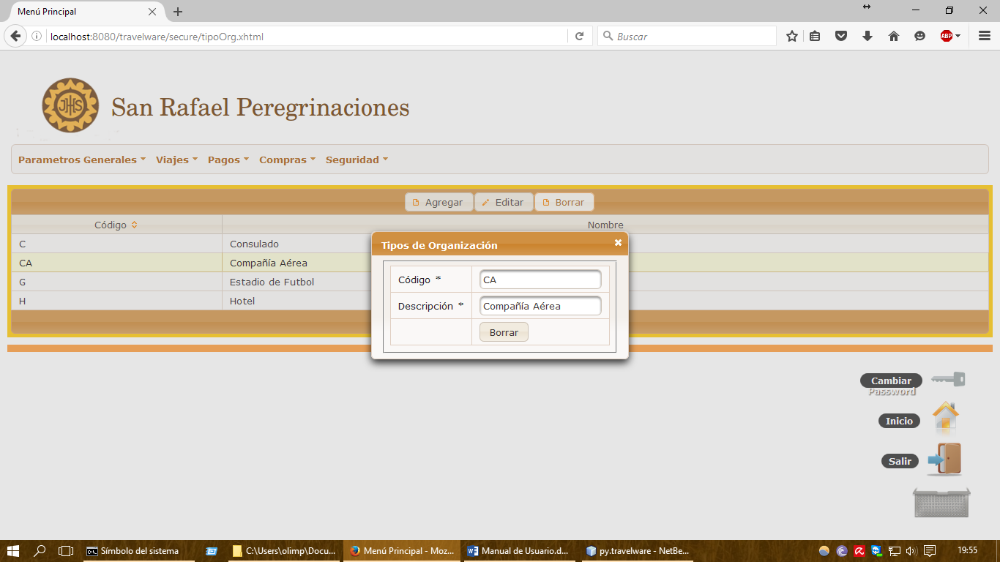 Menú Principal
localhost:8080/travelware/secure/tipoOrg.xhtml
Buscar
ABP
JHS
San Rafael Peregrinaciones
Parametros Generales Viajes Pagos Compras Seguridad
Agregar Editar Borrar
Código Nombre
C Consulado
CA Compañía Aérea
G Estadio de Futbol
H Hotel
Tipos de Organización
Código * CA
Descripción * Compañía Aérea
Borrar
Cambiar
Password
Inicio
Salir
Símbolo del sistema C:\Users\olimp\Docu... Menú Principal - Moz... Manual de Usuario.d... py.travelware - NetBe... 19:55